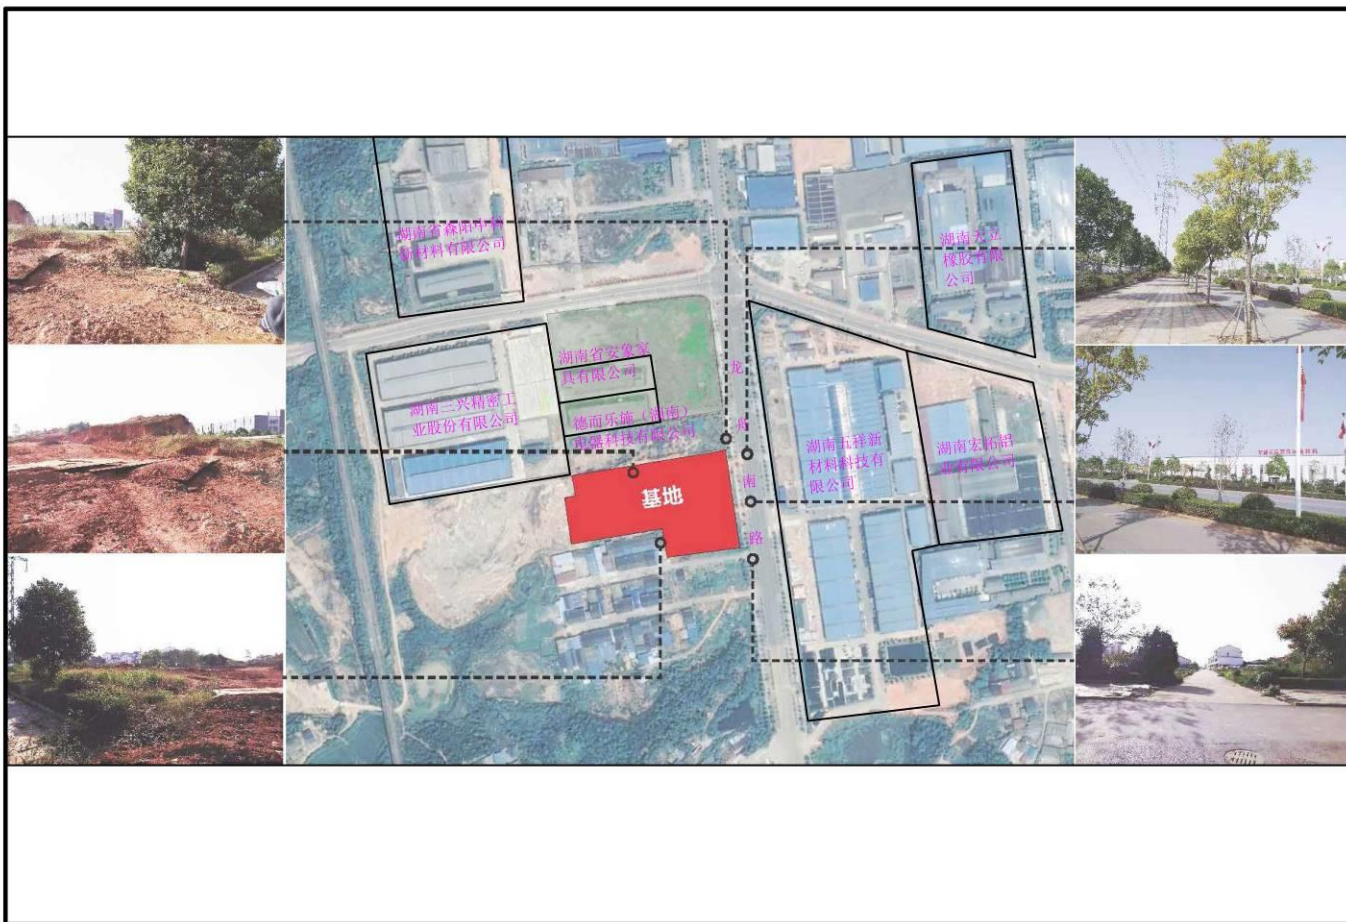 湖南省森阳中科
新材料有限公司
湖南天立
橡胶有限
公司
湖南省安象家
具有限公司
湖南三兴精密工
业股份有限公司
德而乐施（湖南）
电器科技有限公司
龙
舟
南
路
湖南五祥新
材料科技有
限公司
湖南宏拓铝
业有限公司
基地